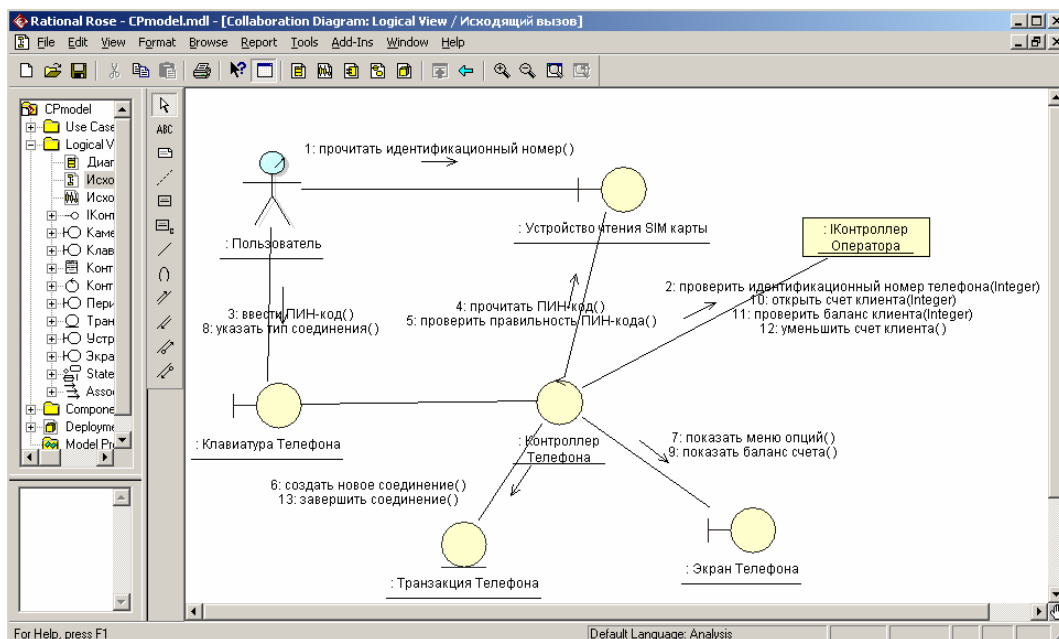 Rational Rose - CPmodel.mdl - [Collaboration Diagram: Logical View / Исходящий вызов]
File Edit View Format Browse Report Tools Add-Ins Window Help
CPmodel
Use Case
Logical V
Диаг
Исхо
Исхо
IКонт
Каме
Клав
Конт
Конт
Пери
Тран
Устр
Экра
State
Assoc
Compone
Deployme
Model Pr
ABC
1: прочитать идентификационный номер()
: Пользователь
: Устройство чтения SIM карты
: IКонтроллер
Оператора
2: проверить идентификационный номер телефона(Integer)
10: открыть счет клиента(Integer)
11: проверить баланс клиента(Integer)
12: уменьшить счет клиента()
3: ввести ПИН-код()
8: указать тип соединения()
4: прочитать ПИН-код()
5: проверить правильность ПИН-кода()
: Клавиатура Телефона
: Контроллер
Телефона
7: показать меню опций()
9: показать баланс счета()
6: создать новое соединение()
13: завершить соединение()
: Транзакция Телефона
: Экран Телефона
For Help, press F1
Default Language: Analysis